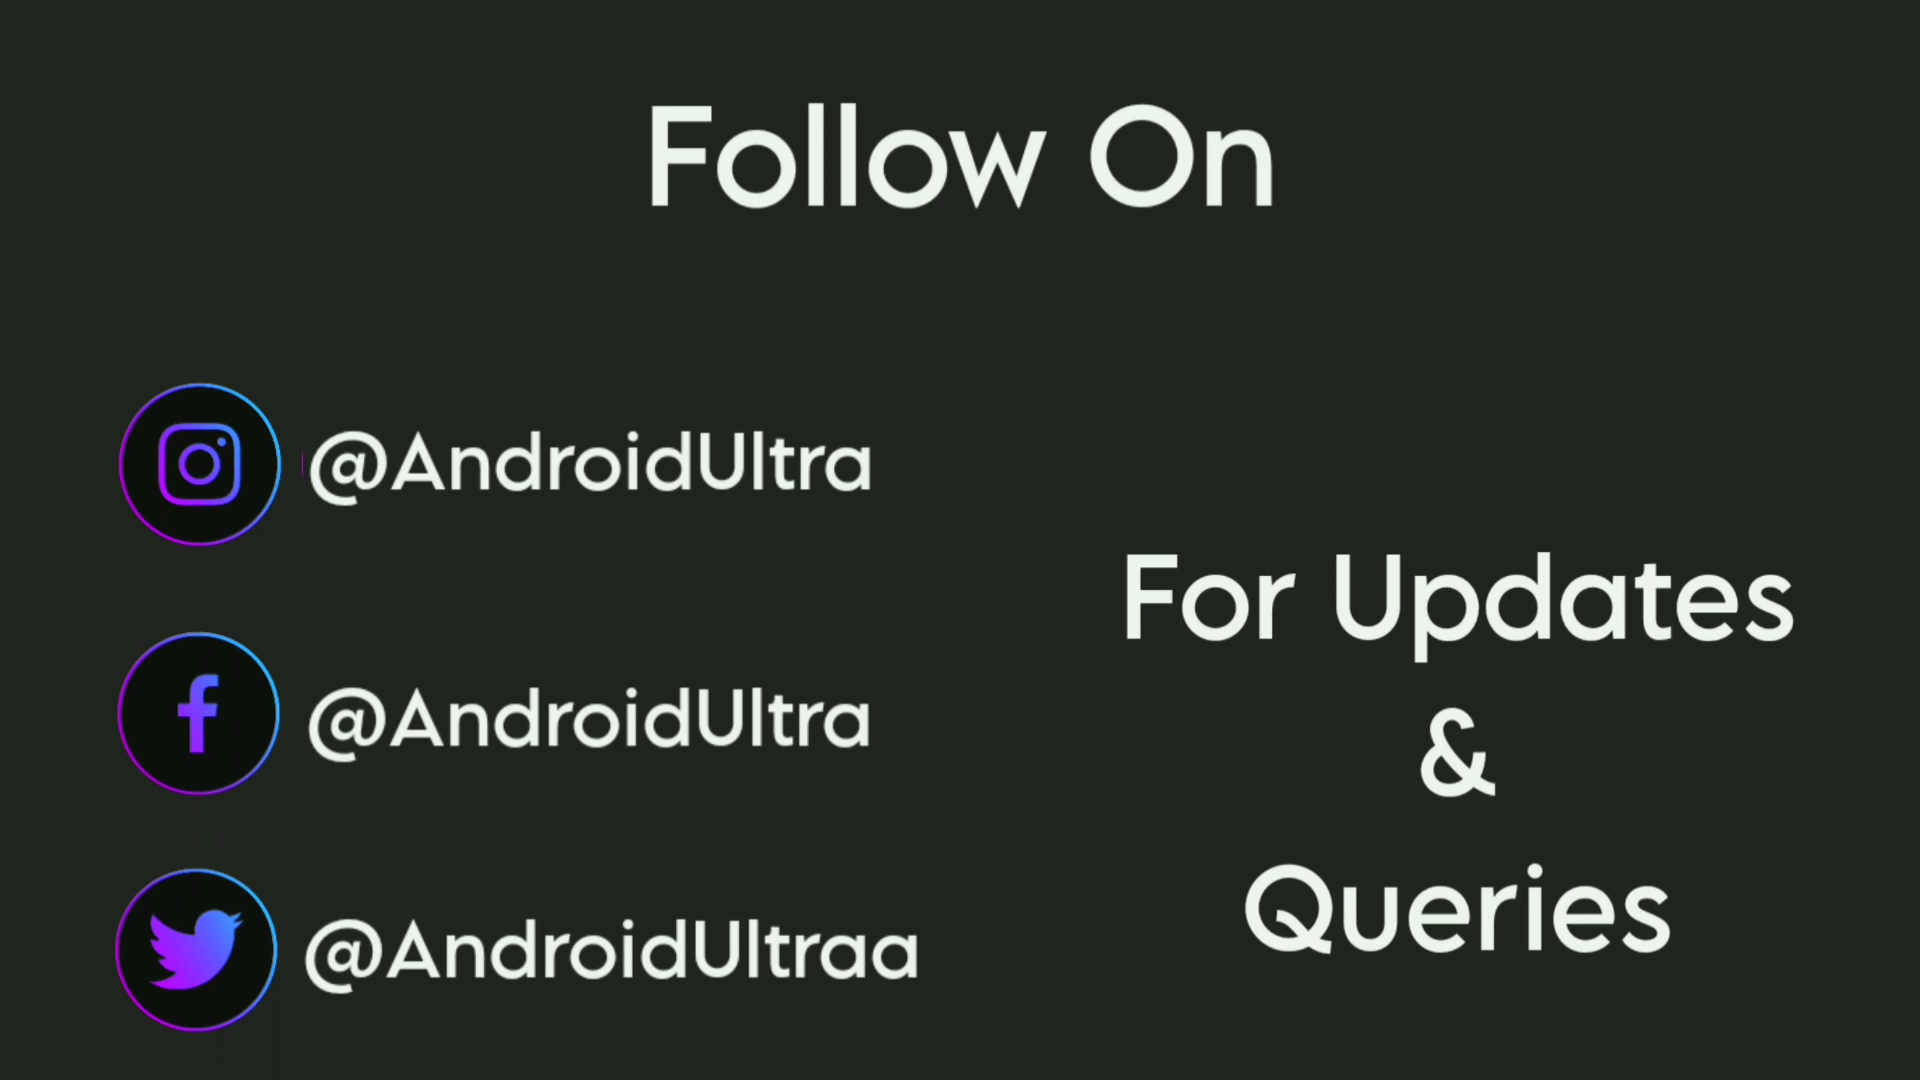 Follow On
@AndroidUltra
@AndroidUltra
@AndroidUltraa
For Updates
&
Queries